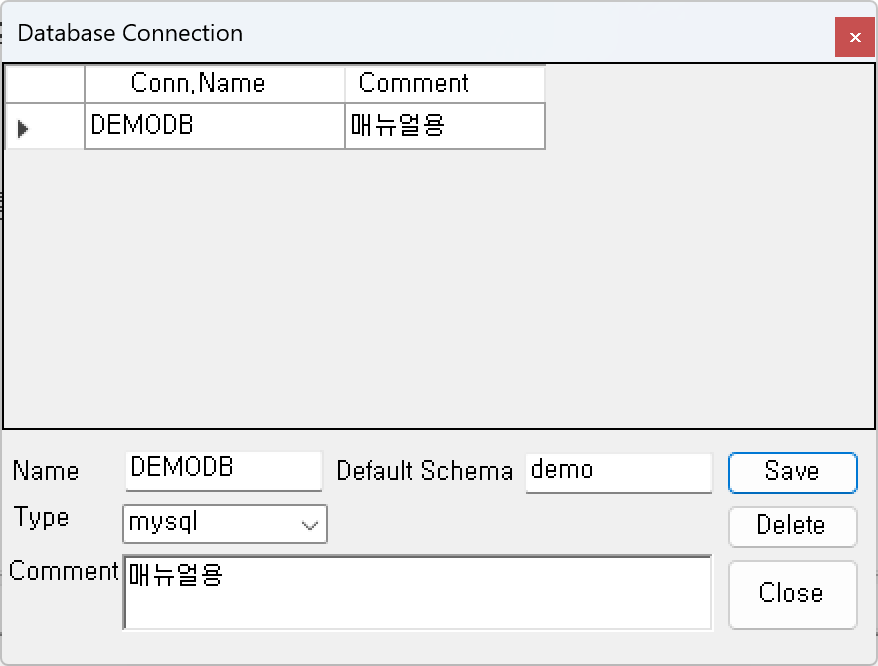 Database Connection
Conn,Name Comment
DEMODB 매뉴얼용
Name DEMODB Default Schema demo Save
Type mysql Delete
Comment 매뉴얼용 Close